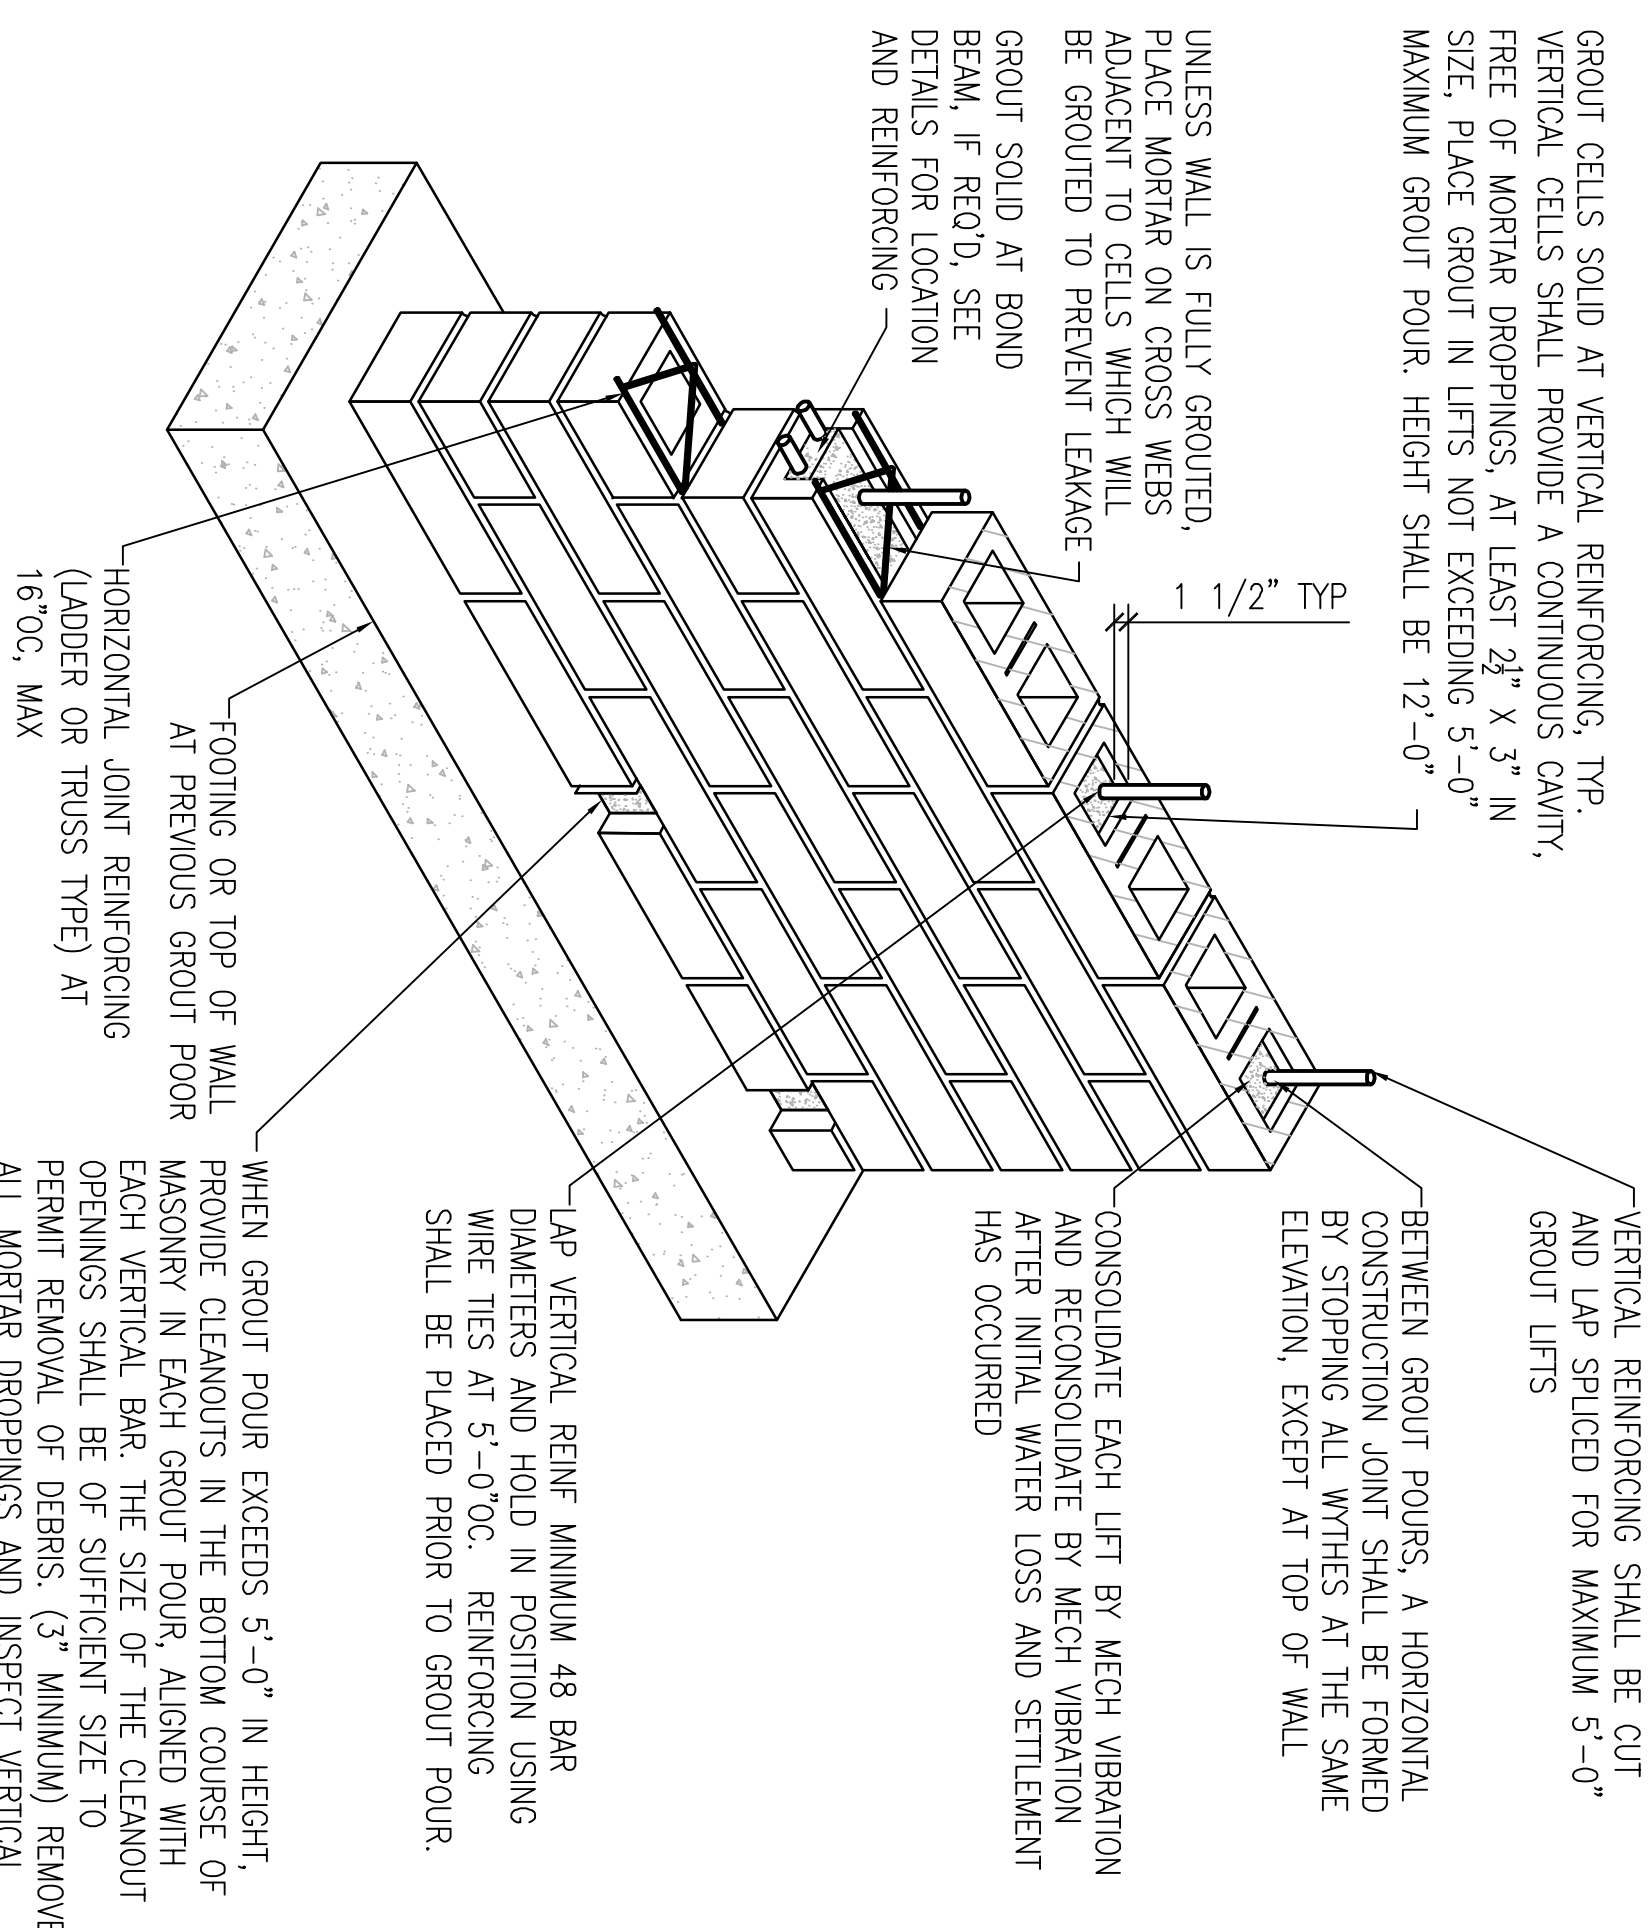 GROUT CELLS SOLID AT VERTICAL REINFORCING, TYP.
VERTICAL CELLS SHALL PROVIDE A CONTINUOUS CAVITY,
FREE OF MORTAR DROPPINGS, AT LEAST 2½" X 3" IN
SIZE, PLACE GROUT IN LIFTS NOT EXCEEDING 5'-0"
MAXIMUM GROUT POUR. HEIGHT SHALL BE 12'-0"
UNLESS WALL IS FULLY GROUTED,
PLACE MORTAR ON CROSS WEBS
ADJACENT TO CELLS WHICH WILL
BE GROUTED TO PREVENT LEAKAGE
GROUT SOLID AT BOND
BEAM, IF REQ'D, SEE
DETAILS FOR LOCATION
AND REINFORCING
1 1/2" TYP
HORIZONTAL JOINT REINFORCING
(LADDER OR TRUSS TYPE) AT
16"OC, MAX
FOOTING OR TOP OF WALL
AT PREVIOUS GROUT POOR
VERTICAL REINFORCING SHALL BE CUT
AND LAP SPLICED FOR MAXIMUM 5'-0"
GROUT LIFTS
BETWEEN GROUT POURS, A HORIZONTAL
CONSTRUCTION JOINT SHALL BE FORMED
BY STOPPING ALL WYTHES AT THE SAME
ELEVATION, EXCEPT AT TOP OF WALL
CONSOLIDATE EACH LIFT BY MECH VIBRATION
AND RECONSOLIDATE BY MECH VIBRATION
AFTER INITIAL WATER LOSS AND SETTLEMENT
HAS OCCURRED
LAP VERTICAL REINF MINIMUM 48 BAR
DIAMETERS AND HOLD IN POSITION USING
WIRE TIES AT 5'-0"OC. REINFORCING
SHALL BE PLACED PRIOR TO GROUT POUR.
WHEN GROUT POUR EXCEEDS 5'-0" IN HEIGHT,
PROVIDE CLEANOUTS IN THE BOTTOM COURSE OF
MASONRY IN EACH GROUT POUR, ALIGNED WITH
EACH VERTICAL BAR. THE SIZE OF THE CLEANOUT
OPENINGS SHALL BE OF SUFFICIENT SIZE TO
PERMIT REMOVAL OF DEBRIS. (3" MINIMUM) REMOVE
ALL MORTAR DROPPINGS AND INSPECT VERTICAL